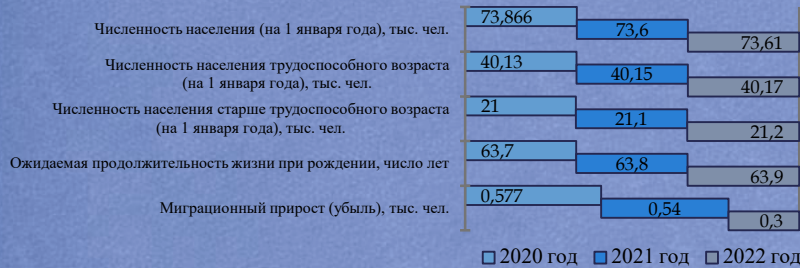 Численность населения (на 1 января года), тыс. чел.
73,866
73,6
73,61
Численность населения трудоспособного возраста
(на 1 января года), тыс. чел.
40,13
40,15
40,17
Численность населения старше трудоспособного возраста
(на 1 января года), тыс. чел.
21
21,1
21,2
Ожидаемая продолжительность жизни при рождении, число лет
63,7
63,8
63,9
Миграционный прирост (убыль), тыс. чел.
0,577
0,54
0,3
2020 год 2021 год 2022 год